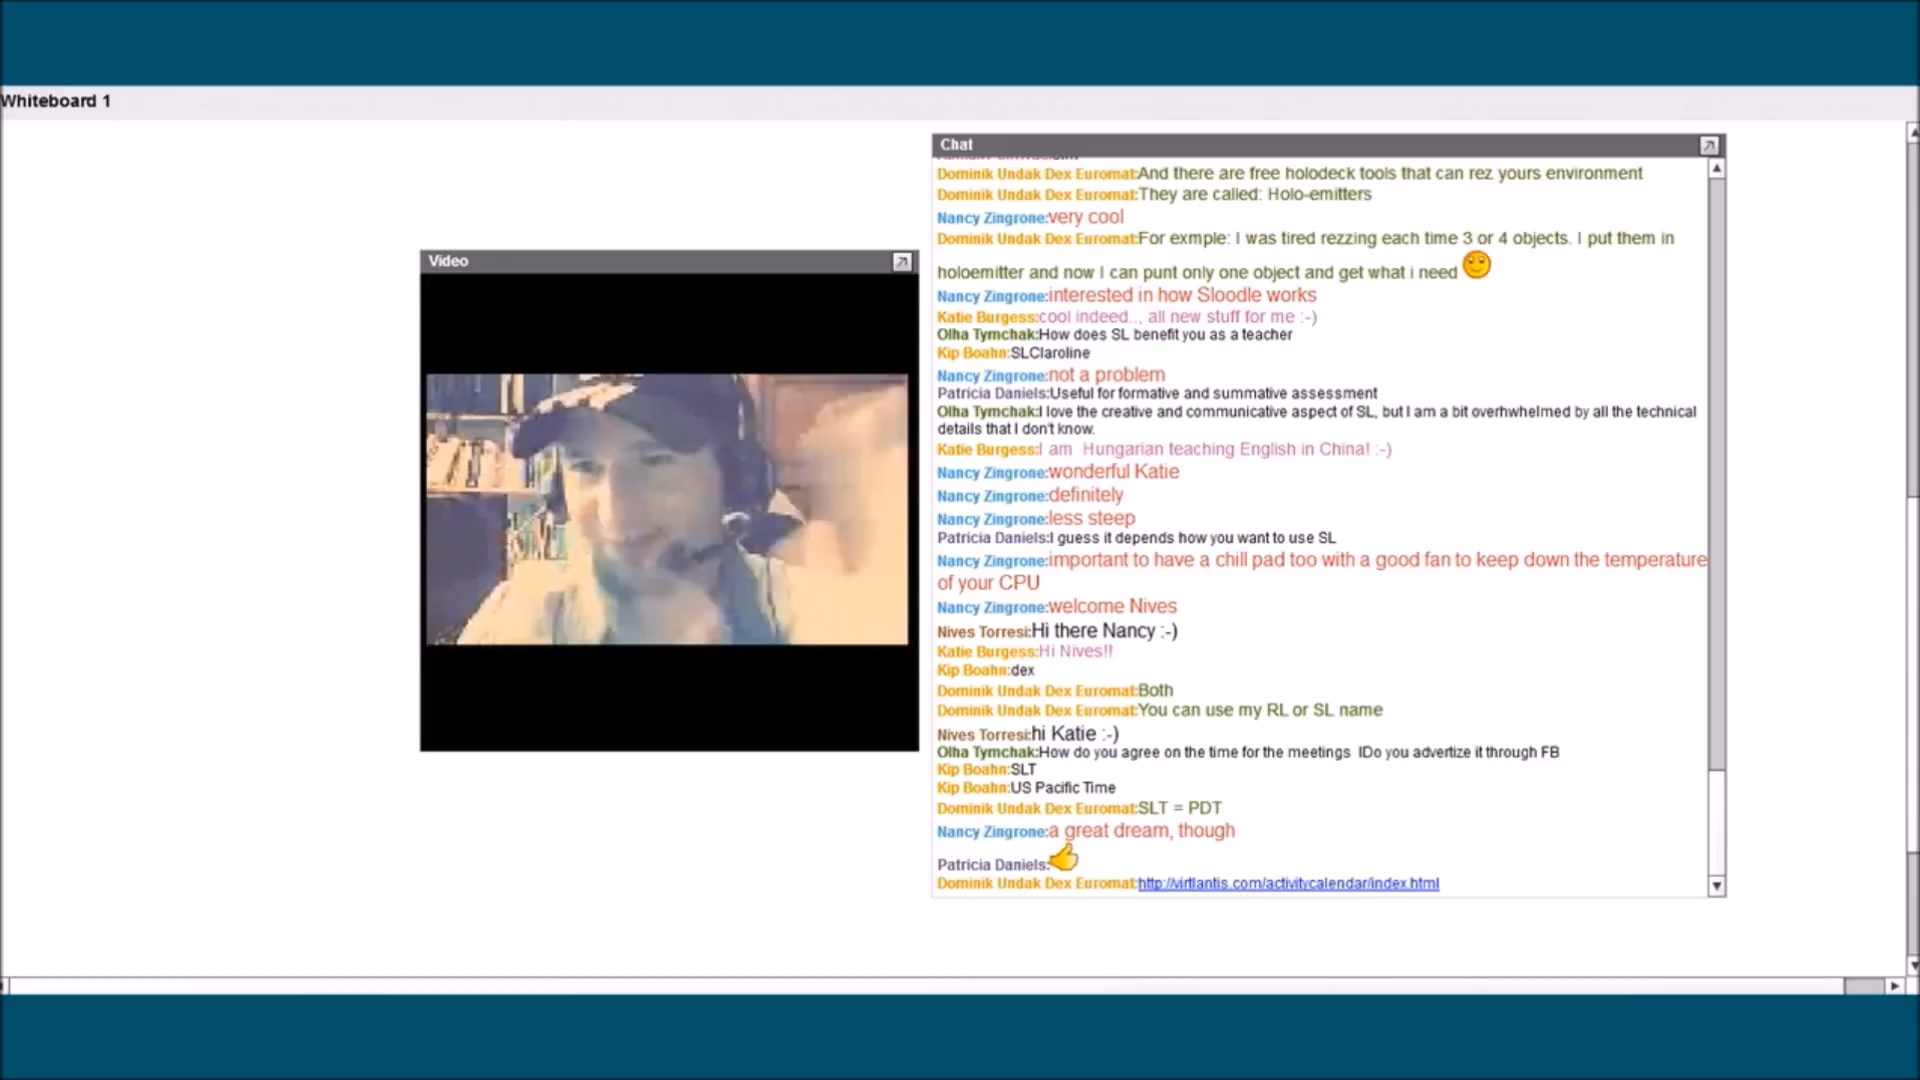 Whiteboard 1
Video
Chat
Dominik Undak Dex Euromat:And there are free holodeck tools that can rez yours environment
Dominik Undak Dex Euromat:They are called: Holo-emitters
Nancy Zingrone:very cool
Dominik Undak Dex Euromat:For exmple: I was tired rezzing each time 3 or 4 objects. I put them in
holoemitter and now I can punt only one object and get what i need
Nancy Zingrone:interested in how Sloodle works
Katie Burgess:cool indeed.., all new stuff for me :-)
Olha Tymchak:How does SL benefit you as a teacher
Kip Boahn:SLClaroline
Nancy Zingrone:not a problem
Patricia Daniels:Useful for formative and summative assessment
Olha Tymchak:I love the creative and communicative aspect of SL, but I am a bit overwhelmed by all the technical
details that I don't know.
Katie Burgess:I am  Hungarian teaching English in China! :-)
Nancy Zingrone:wonderful Katie
Nancy Zingrone:definitely
Nancy Zingrone:less steep
Patricia Daniels:I guess it depends how you want to use SL
Nancy Zingrone:important to have a chill pad too with a good fan to keep down the temperature
of your CPU
Nancy Zingrone:welcome Nives
Nives Torresi:Hi there Nancy :-)
Katie Burgess:Hi Nives!!
Kip Boahn:dex
Dominik Undak Dex Euromat:Both
Dominik Undak Dex Euromat:You can use my RL or SL name
Nives Torresi:hi Katie :-)
Olha Tymchak:How do you agree on the time for the meetings  IDo you advertize it through FB
Kip Boahn:SLT
Kip Boahn:US Pacific Time
Dominik Undak Dex Euromat:SLT = PDT
Nancy Zingrone:a great dream, though
Patricia Daniels:
Dominik Undak Dex Euromat:http://virtlantis.com/activitycalendar/index.html